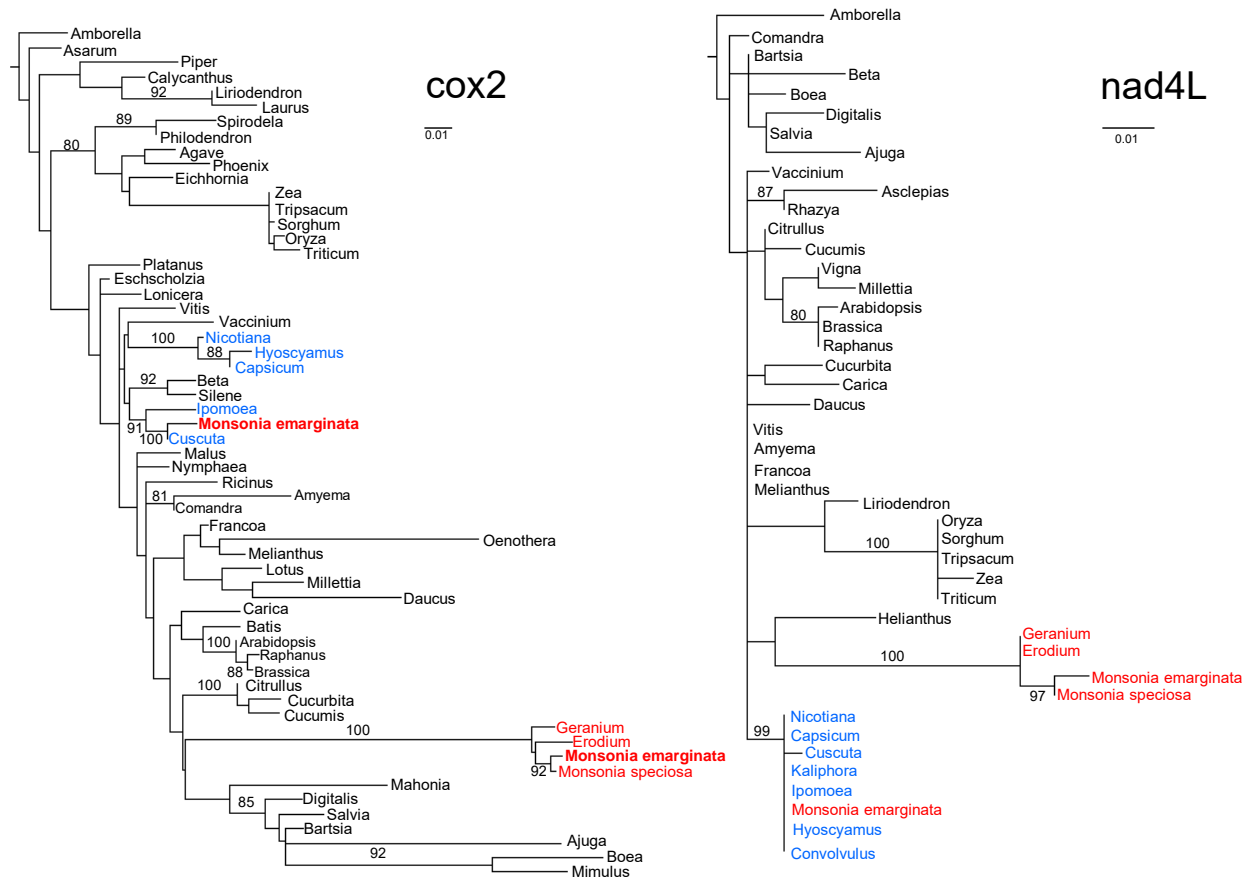 cox2
0.01
Amborella
Asarum
Piper
Calycanthus
92
Liriodendron
Laurus
89
Spirodela
80
Philodendron
Agave
Phoenix
Eichhornia
Zea
Tripsacum
Sorghum
Oryza
Triticum
Platanus
Eschscholzia
Lonicera
Vitis
Vaccinium
100
Nicotiana
88
Hyoscyamus
Capsicum
92
Beta
Silene
Ipomoea
91
Monsonia emarginata
100
Cuscuta
Malus
Nymphaea
Ricinus
81
Amyema
Comandra
Francoa
Oenothera
Melianthus
Lotus
Millettia
Daucus
Carica
Batis
100
Arabidopsis
Raphanus
88
Brassica
100
Citrullus
Cucurbita
Cucumis
100
Geranium
Erodium
Monsonia emarginata
92
Monsonia speciosa
Mahonia
85
Digitalis
Salvia
Bartsia
Ajuga
92
Boea
Mimulus
nad4L
0.01
Amborella
Comandra
Bartsia
Beta
Boea
Digitalis
Salvia
Ajuga
Vaccinium
87
Asclepias
Rhazya
Citrullus
Cucumis
Vigna
Millettia
Arabidopsis
80
Brassica
Raphanus
Cucurbita
Carica
Daucus
Vitis
Amyema
Francoa
Melianthus
Liriodendron
Oryza
100
Sorghum
Tripsacum
Zea
Triticum
Helianthus
Geranium
100
Erodium
Monsonia emarginata
97
Monsonia speciosa
Nicotiana
99
Capsicum
Cuscuta
Kaliphora
Ipomoea
Monsonia emarginata
Hyoscyamus
Convolvulus